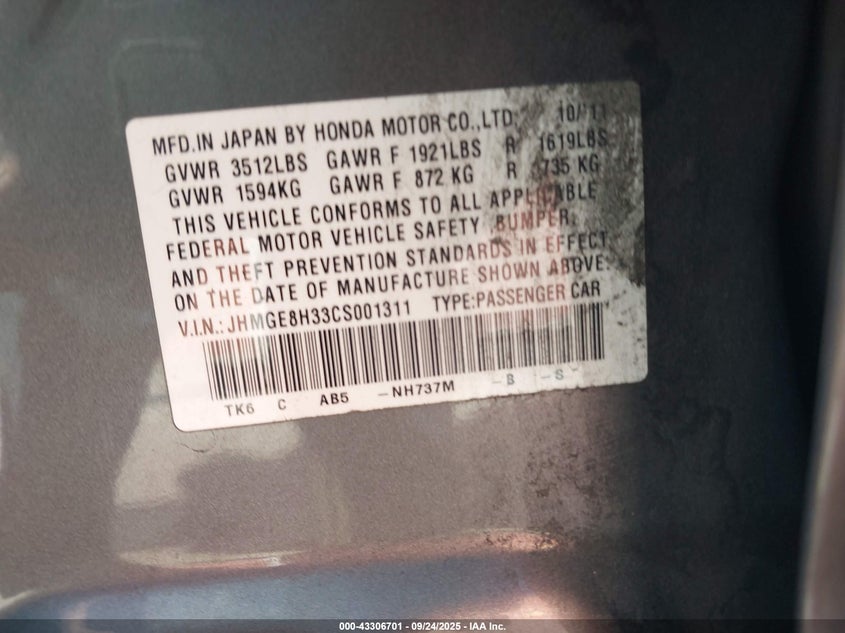 MFD.IN JAPAN BY HONDA MOTOR CO.,LTD. 10/11
GVWR 3512LBS GAWR F 1921LBS R 1619LBS
GVWR 1594KG GAWR F 872 KG R 735 KG
THIS VEHICLE CONFORMS TO ALL APPLICABLE
FEDERAL MOTOR VEHICLE SAFETY ,BUMPER,
AND THEFT PREVENTION STANDARDS IN EFFECT
ON THE DATE OF MANUFACTURE SHOWN ABOVE.
V.I.N.: JHMGE8H33CS001311 TYPE:PASSENGER CAR
TK6 C AB5 -NH737M -B -S
000-43306701 - 09/24/2025 - IAA Inc.